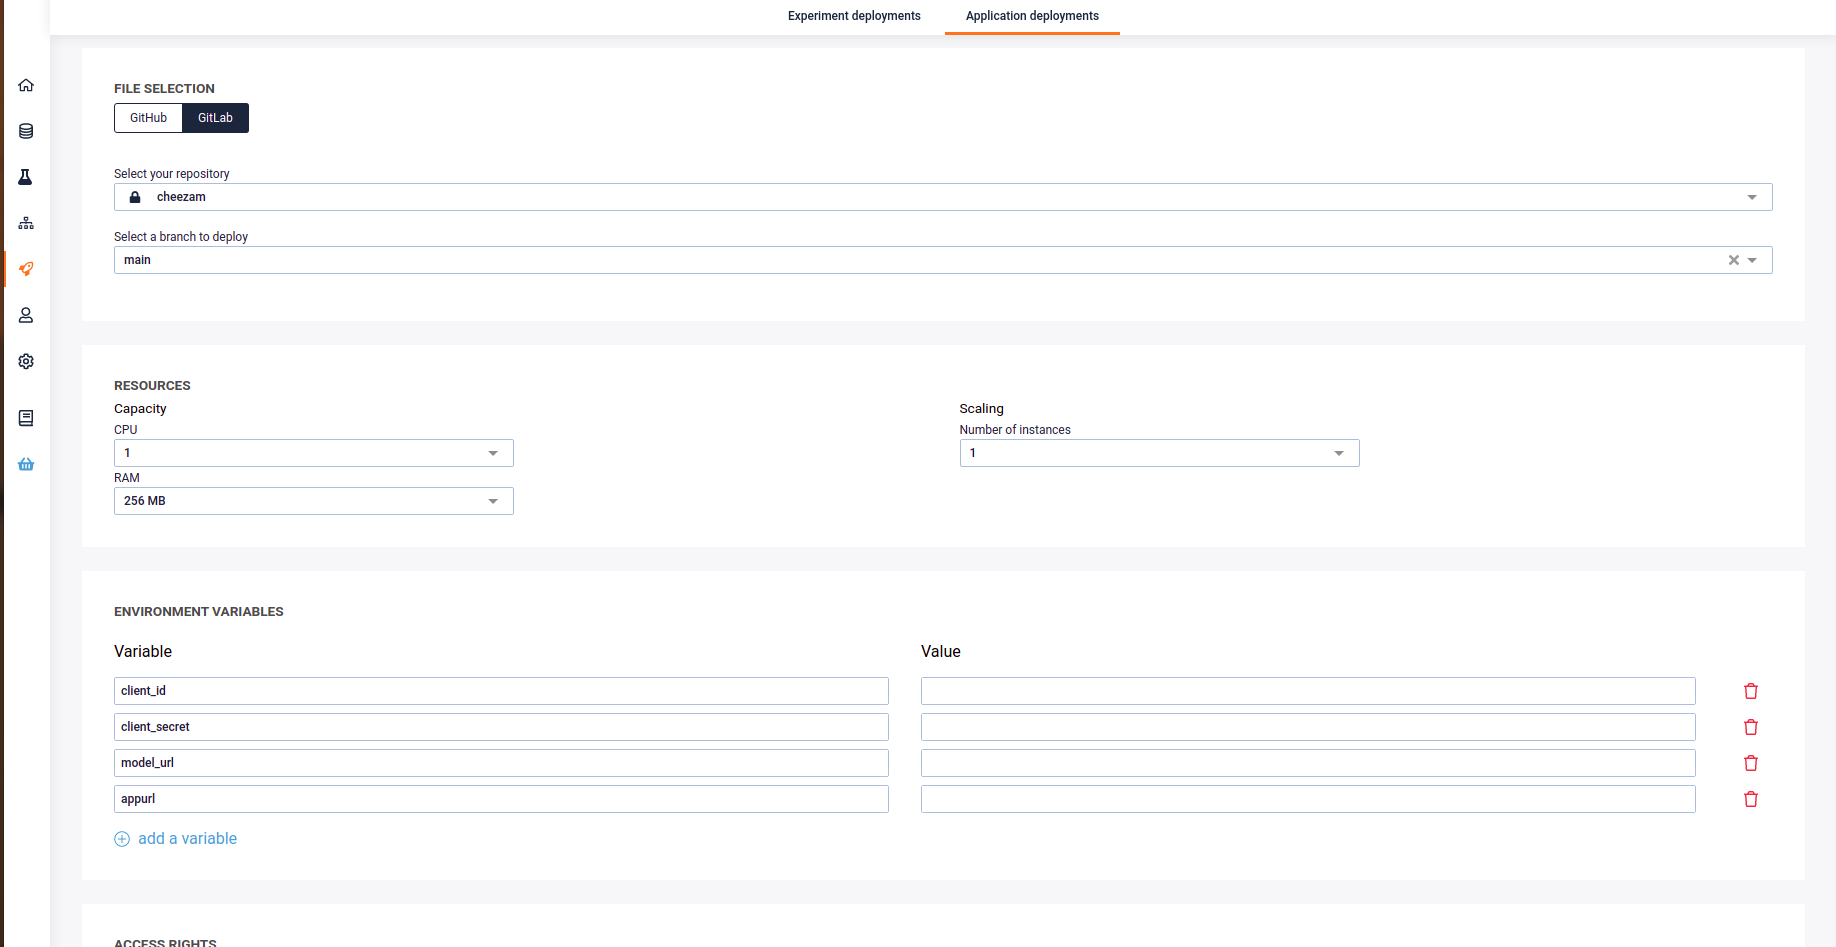 Experiment deployments
Application deployments
FILE SELECTION
GitHub
GitLab
Select your repository
cheezam
Select a branch to deploy
main
RESOURCES
Capacity
Scaling
CPU
Number of instances
1
1
RAM
256 MB
ENVIRONMENT VARIABLES
Variable
Value
client_id
client_secret
model_url
appurl
add a variable
ACCESS RIGHTS